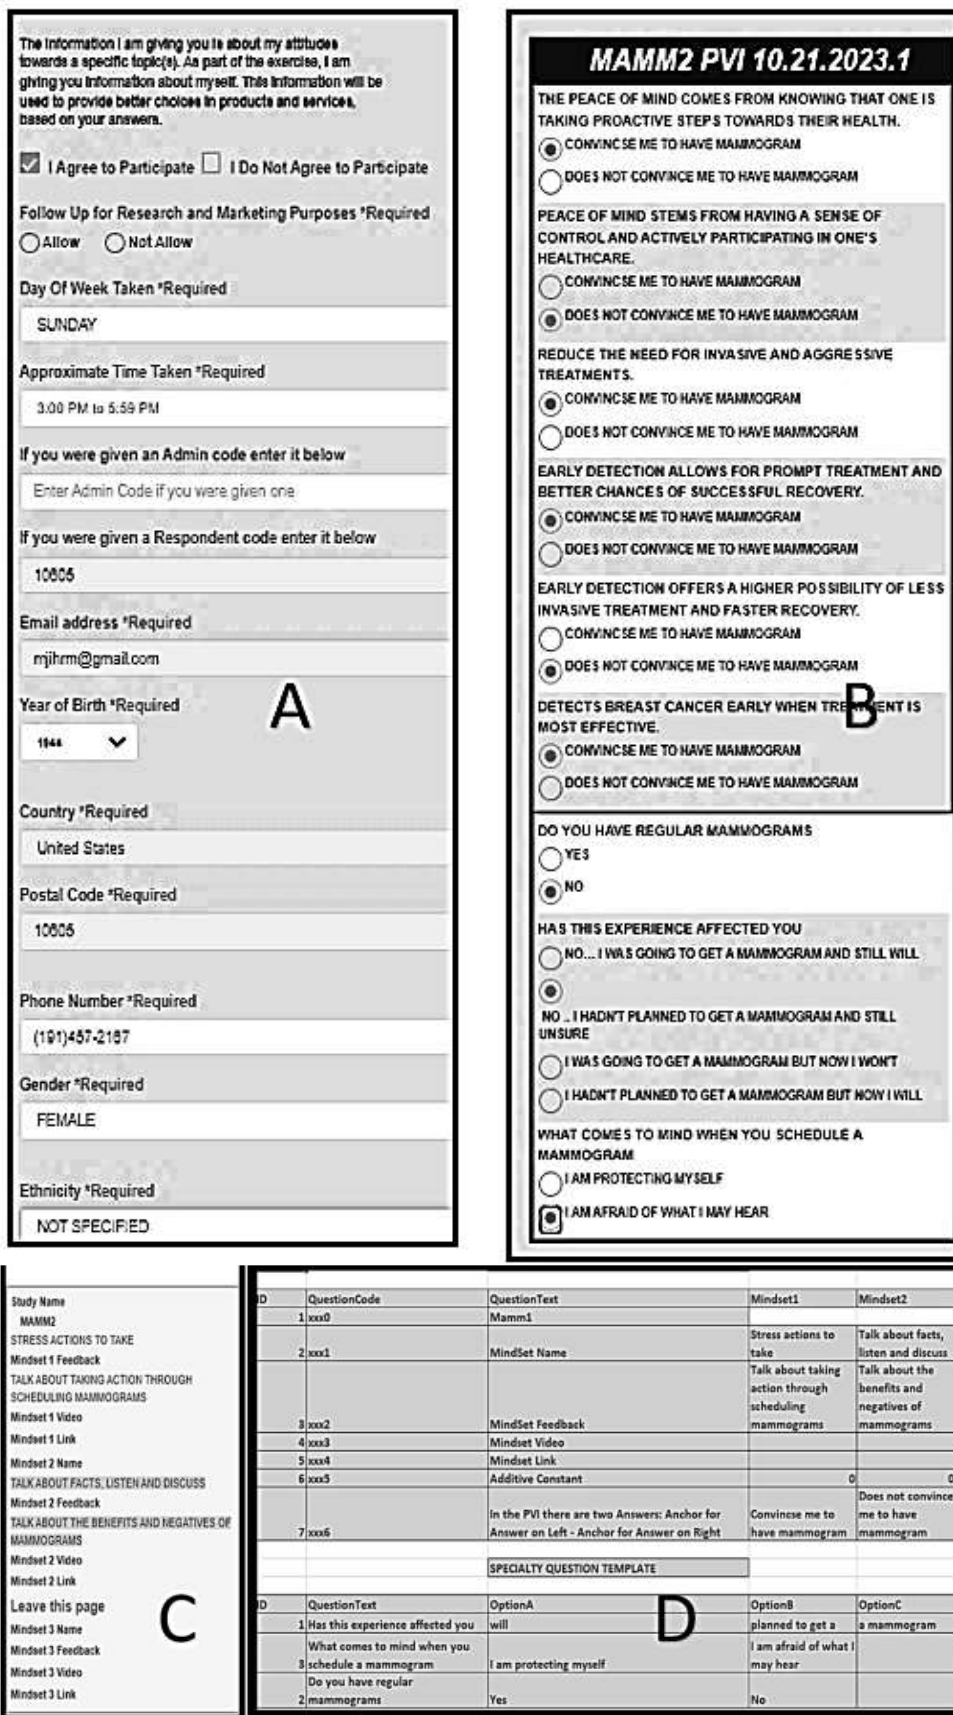 The information I am giving you is about my attitudes
towards a specific topic(s). As part of the exercise, I am
giving you information about myself. This information will be
used to provide better choices in products and services,
based on your answers.
I Agree to Participate I Do Not Agree to Participate
Follow Up for Research and Marketing Purposes *Required
Allow Not Allow
Day Of Week Taken *Required
SUNDAY
Approximate Time Taken *Required
3:00 PM to 5:59 PM
If you were given an Admin code enter it below
Enter Admin Code if you were given one
If you were given a Respondent code enter it below
10605
Email address *Required
mjihrm@gmail.com
Year of Birth *Required
A
Country *Required
United States
Postal Code *Required
10605
Phone Number *Required
(191)457-2167
Gender *Required
FEMALE
Ethnicity *Required
NOT SPECIFIED
MAMM2 PVI 10.21.2023.1
THE PEACE OF MIND COMES FROM KNOWING THAT ONE IS
TAKING PROACTIVE STEPS TOWARDS THEIR HEALTH.
CONVINCSE ME TO HAVE MAMMOGRAM
DOES NOT CONVINCE ME TO HAVE MAMMOGRAM
PEACE OF MIND STEMS FROM HAVING A SENSE OF
CONTROL AND ACTIVELY PARTICIPATING IN ONE'S
HEALTHCARE.
CONVINCSE ME TO HAVE MAMMOGRAM
DOES NOT CONVINCE ME TO HAVE MAMMOGRAM
REDUCE THE NEED FOR INVASIVE AND AGGRESSIVE
TREATMENTS.
CONVINCSE ME TO HAVE MAMMOGRAM
DOES NOT CONVINCE ME TO HAVE MAMMOGRAM
EARLY DETECTION ALLOWS FOR PROMPT TREATMENT AND
BETTER CHANCES OF SUCCESSFUL RECOVERY.
CONVINCSE ME TO HAVE MAMMOGRAM
DOES NOT CONVINCE ME TO HAVE MAMMOGRAM
EARLY DETECTION OFFERS A HIGHER POSSIBILITY OF LESS
INVASIVE TREATMENT AND FASTER RECOVERY.
CONVINCSE ME TO HAVE MAMMOGRAM
DOES NOT CONVINCE ME TO HAVE MAMMOGRAM
DETECTS BREAST CANCER EARLY WHEN TREATMENT IS
MOST EFFECTIVE.
B
CONVINCSE ME TO HAVE MAMMOGRAM
DOES NOT CONVINCE ME TO HAVE MAMMOGRAM
DO YOU HAVE REGULAR MAMMOGRAMS
YES
NO
HAS THIS EXPERIENCE AFFECTED YOU
NO... I WAS GOING TO GET A MAMMOGRAM AND STILL WILL
NO .. I HADN'T PLANNED TO GET A MAMMOGRAM AND STILL
UNSURE
I WAS GOING TO GET A MAMMOGRAM BUT NOW I WON'T
I HADN'T PLANNED TO GET A MAMMOGRAM BUT NOW I WILL
WHAT COMES TO MIND WHEN YOU SCHEDULE A
MAMMOGRAM
I AM PROTECTING MYSELF
I AM AFRAID OF WHAT I MAY HEAR
Study Name
MAMM2
STRESS ACTIONS TO TAKE
Mindset 1 Feedback
TALK ABOUT TAKING ACTION THROUGH
SCHEDULING MAMMOGRAMS
Mindset 1 Video
Mindset 1 Link
Mindset 2 Name
TALK ABOUT FACTS, LISTEN AND DISCUSS
Mindset 2 Feedback
TALK ABOUT THE BENEFITS AND NEGATIVES OF
MAMMOGRAMS
Mindset 2 Video
Mindset 2 Link
Leave this page
Mindset 3 Name
Mindset 3 Feedback
Mindset 3 Video
Mindset 3 Link
C
ID QuestionCode QuestionText Mindset1 Mindset2
1 xxx0 Mamm1
2 xxx1 MindSet Name Stress actions to take Talk about facts, listen and discuss
3 xxx2 MindSet Feedback Talk about taking action through scheduling mammograms Talk about the benefits and negatives of mammograms
4 xxx3 Mindset Video
5 xxx4 Mindset Link
6 xxx5 Additive Constant 0 0
7 xxx6 In the PVI there are two Answers: Anchor for Answer on Left - Anchor for Answer on Right Convincse me to have mammogram Does not convince me to have mammogram
SPECIALTY QUESTION TEMPLATE
ID QuestionText OptionA OptionB OptionC
1 Has this experience affected you will planned to get a a mammogram
3 What comes to mind when you schedule a mammogram I am protecting myself I am afraid of what I may hear
2 Do you have regular mammograms Yes No
D